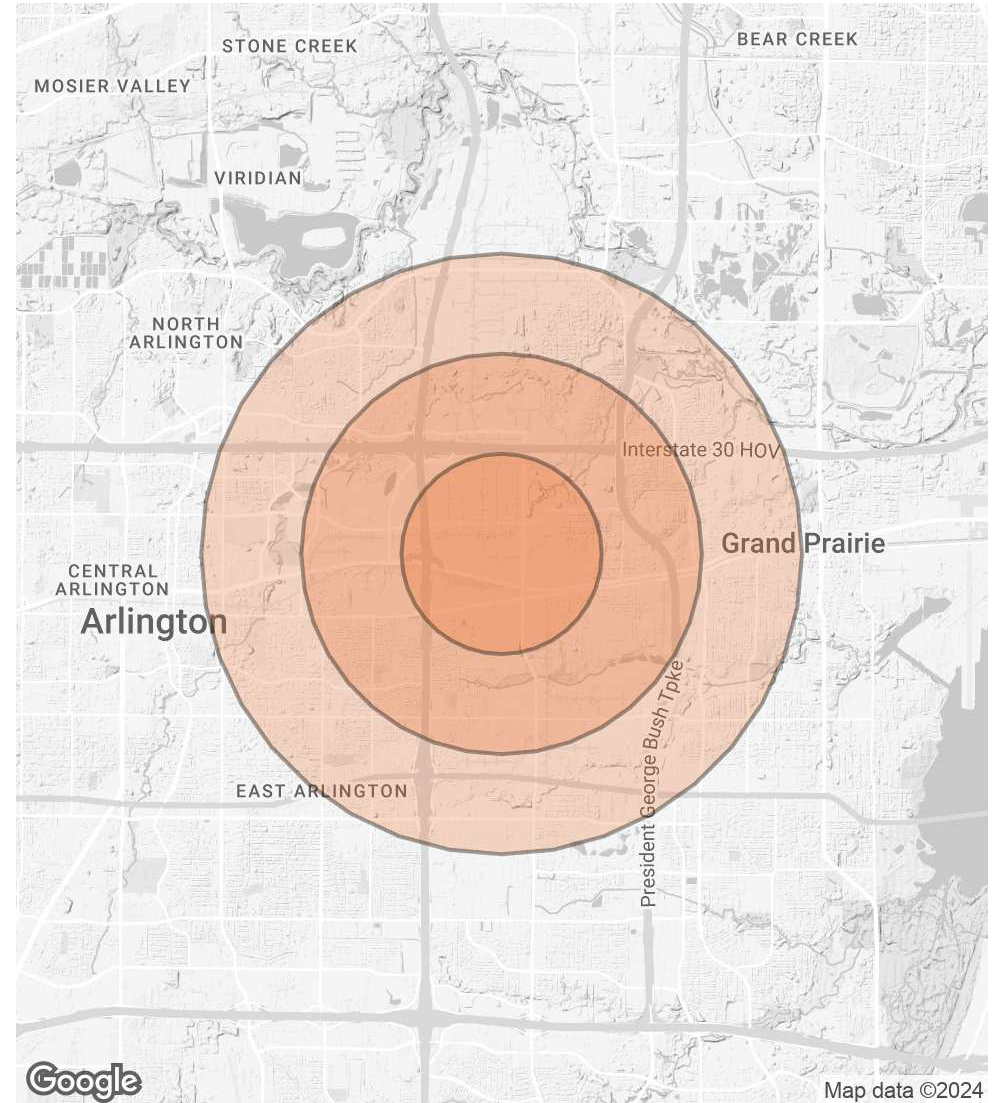 STONE CREEK
BEAR CREEK
MOSIER VALLEY
VIRIDIAN
NORTH
ARLINGTON
Interstate 30 HOV
Grand Prairie
CENTRAL
ARLINGTON
Arlington
President George Bush Tpke
EAST ARLINGTON
Google
Map data ©2024